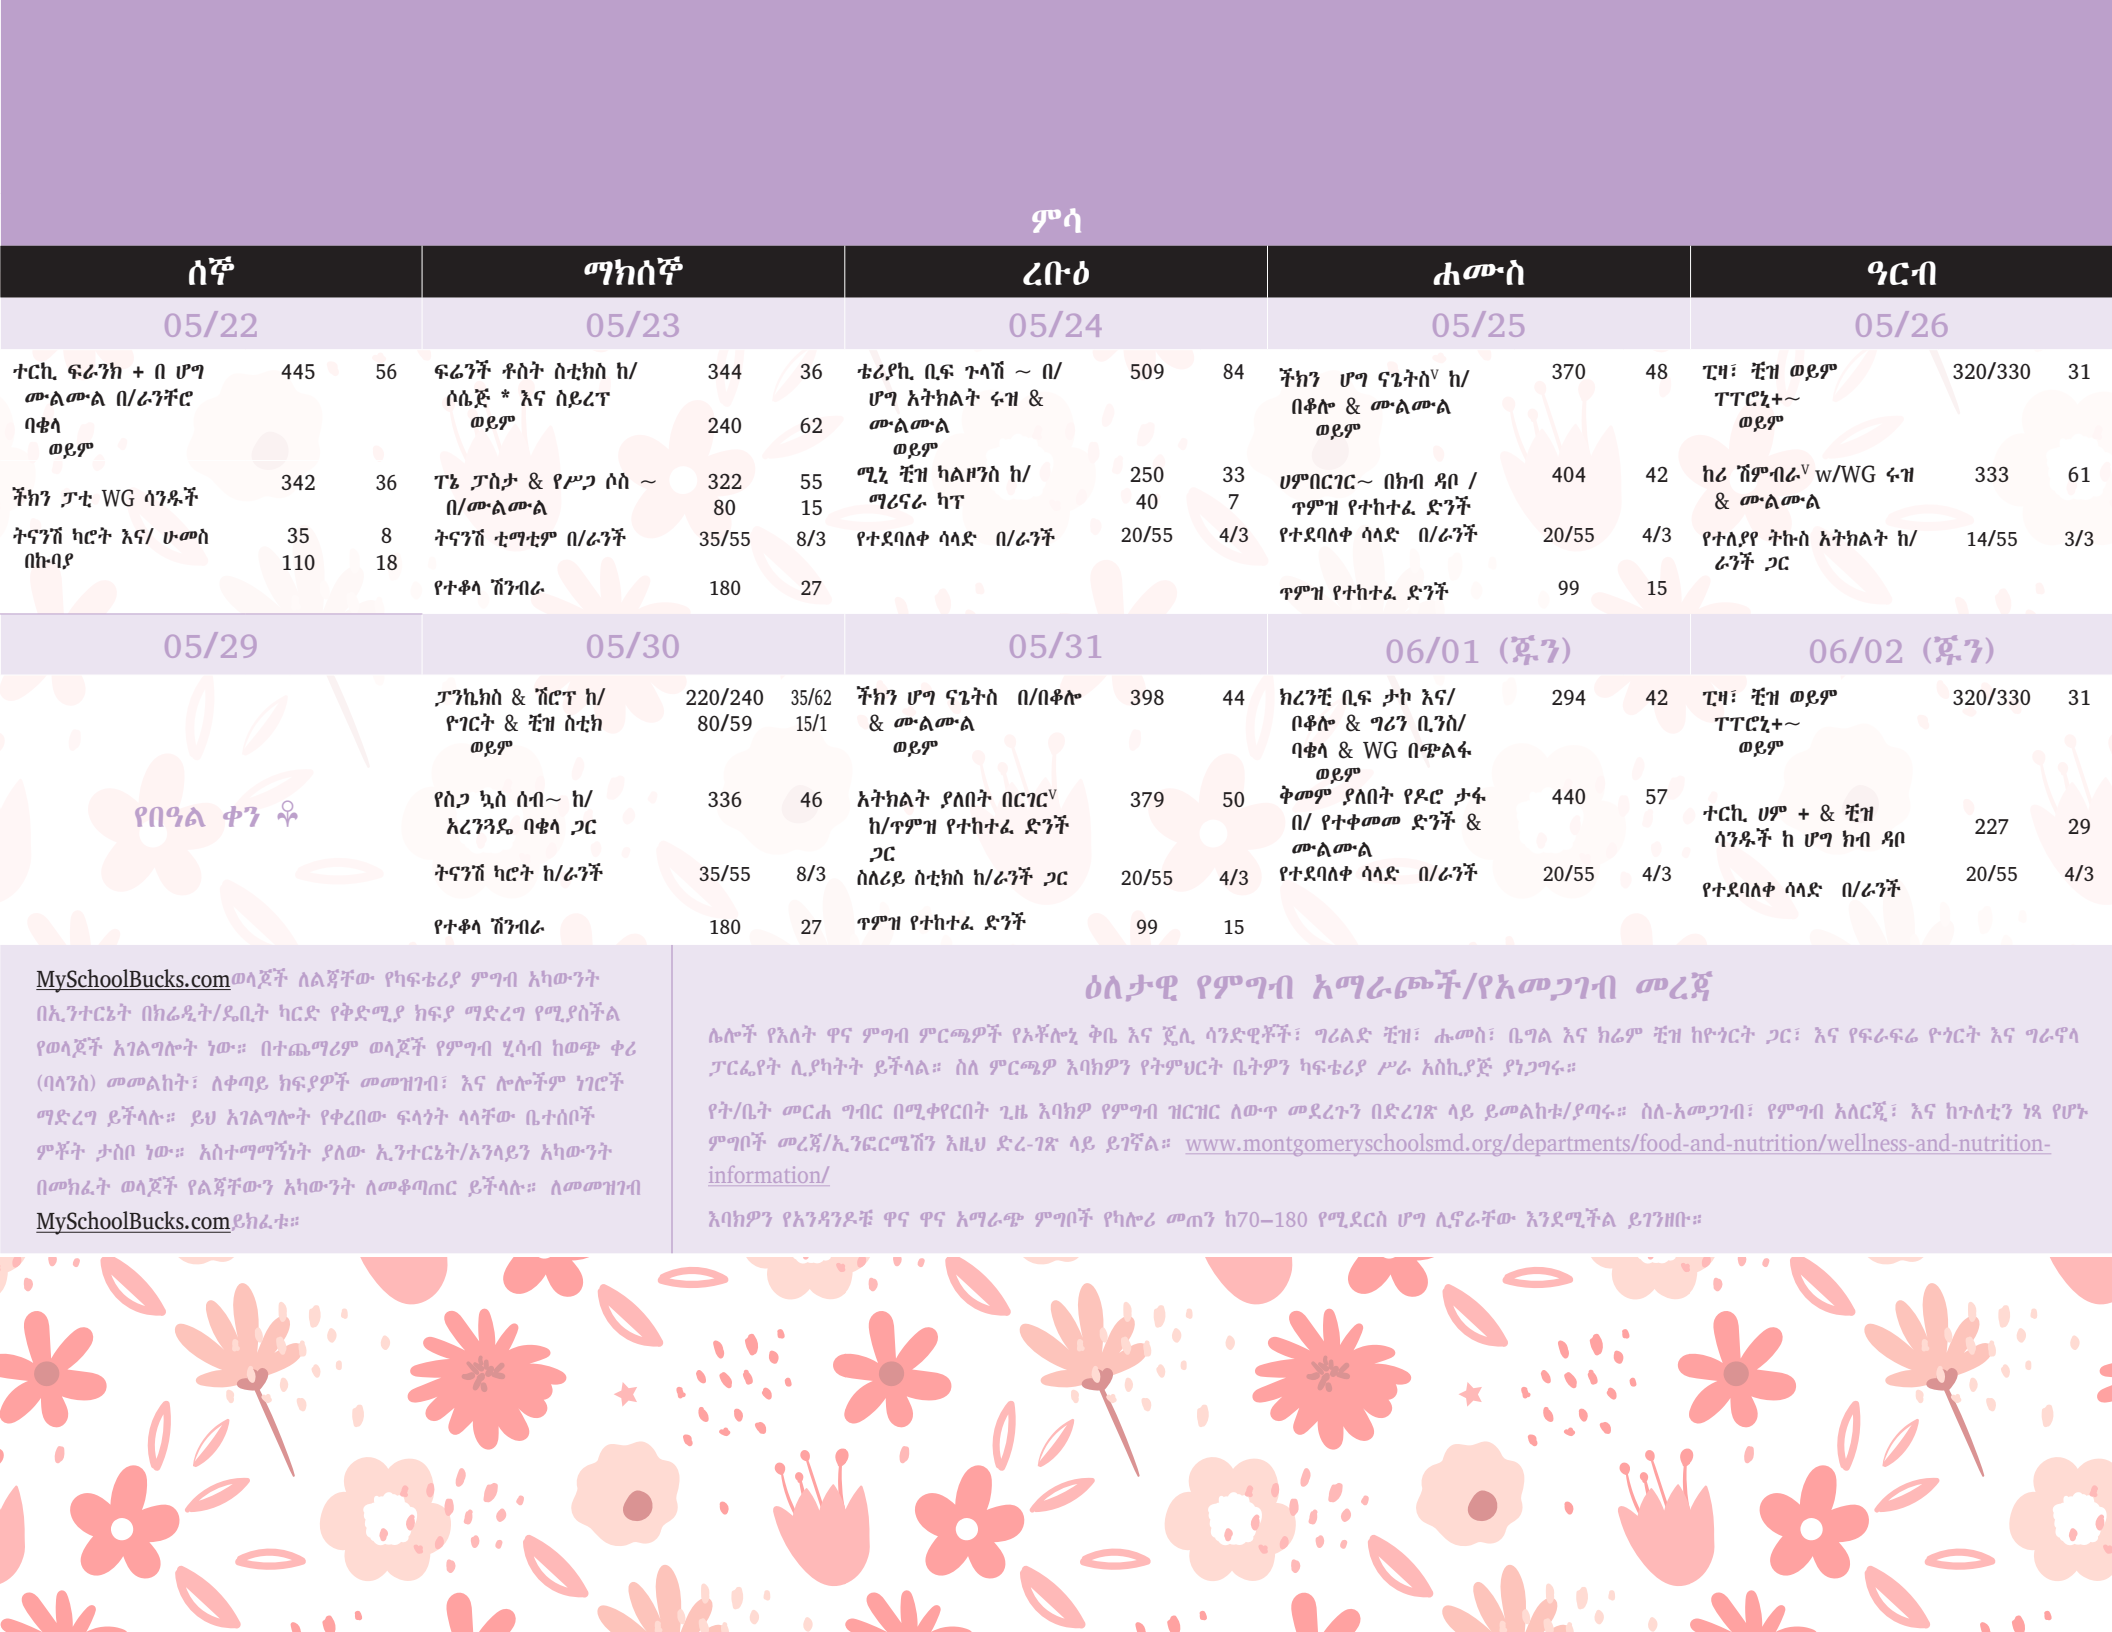 ምሳ
ሰኞ
ማክሰኞ
ረቡዕ
ሐሙስ
ዓርብ
05/22
05/23
05/24
05/25
05/26
ተርኪ ፍራንክ + በ ሆግ 445 56
ሙልሙል በ/ራንቸሮ
ባቄላ
ወይም
ችክን ፓቲ WG ሳንዱች 342 36
ትናንሽ ካሮት እና/ ሁመስ 35 8
በኩባያ 110 18
ፍሬንች ቶስት ስቲክስ ከ/ 344 36
ሶሴጅ * እና ስይረፕ
ወይም 240 62
ፐኔ ፓስታ & የሥጋ ሶስ ~ 322 55
በ/ሙልሙል 80 15
ትናንሽ ቲማቲም በ/ራንች 35/55 8/3
የተቆላ ሽንብራ 180 27
ቴሪያኪ ቢፍ ጉላሽ ~ በ/ 509 84
ሆግ አትክልት ሩዝ &
ሙልሙል
ወይም
ሚኒ ቺዝ ካልዞንስ ከ/ 250 33
ማሪናራ ካፕ 40 7
የተደባለቀ ሳላድ በ/ራንች 20/55 4/3
ችክን ሆግ ናጌትስⱽ ከ/ 370 48
በቆሎ & ሙልሙል
ወይም
ሀምበርገር~ በክብ ዳቦ / 404 42
ጥምዝ የተከተፈ ድንች
የተደባለቀ ሳላድ በ/ራንች 20/55 4/3
ጥምዝ የተከተፈ ድንች 99 15
ፒዛ፣ ቺዝ ወይም 320/330 31
ፐፐሮኒ+~
ወይም
ከሪ ሽምብራⱽ w/WG ሩዝ 333 61
& ሙልሙል
የተለያየ ትኩስ አትክልት ከ/ 14/55 3/3
ራንች ጋር
05/29
05/30
05/31
06/01 (ጁን)
06/02 (ጁን)
የበዓል ቀን
ፓንኬክስ & ሽሮፕ ከ/ 220/240 35/62
ዮገርት & ቺዝ ስቲክ 80/59 15/1
ወይም
የስጋ ኳስ ሰብ~ ከ/ 336 46
አረንጓዴ ባቄላ ጋር
ትናንሽ ካሮት ከ/ራንች 35/55 8/3
የተቆላ ሽንብራ 180 27
ችክን ሆግ ናጌትስ በ/በቆሎ 398 44
& ሙልሙል
ወይም
አትክልት ያለበት በርገርⱽ 379 50
ከ/ጥምዝ የተከተፈ ድንች
ጋር
ስለሪይ ስቲክስ ከ/ራንች ጋር 20/55 4/3
ጥምዝ የተከተፈ ድንች 99 15
ክረንቺ ቢፍ ታኮ እና/ 294 42
ቦቆሎ & ግሪን ቢንስ/
ባቄላ & WG በጭልፋ
ወይም
ቅመም ያለበት የዶሮ ታፋ 440 57
በ/ የተቀመመ ድንች &
ሙልሙል
የተደባለቀ ሳላድ በ/ራንች 20/55 4/3
ፒዛ፣ ቺዝ ወይም 320/330 31
ፐፐሮኒ+~
ወይም
ተርኪ ሀም + & ቺዝ
ሳንዱች ከ ሆግ ክብ ዳቦ 227 29
የተደባለቀ ሳላድ በ/ራንች 20/55 4/3
MySchoolBucks.comወላጆች ለልጃቸው የካፍቴሪያ ምግብ አካውንት
በኢንተርኔት በክሬዲት/ዴቢት ካርድ የቅድሚያ ክፍያ ማድረግ የሚያስችል
የወላጆች አገልግሎት ነው። በተጨማሪም ወላጆች የምግብ ሂሳብ ከወጭ ቀሪ
(ባላንስ) መመልከት፣ ለቀጣይ ክፍያዎች መመዝገብ፣ እና ሎሎችም ነገሮች
ማድረግ ይችላሉ። ይህ አገልግሎት የቀረበው ፍላጎት ላላቸው ቤተሰቦች
ምቾት ታስቦ ነው። አስተማማኝነት ያለው ኢንተርኔት/ኦንላይን አካውንት
በመክፈት ወላጆች የልጃቸውን አካውንት ለመቆጣጠር ይችላሉ። ለመመዝገብ
MySchoolBucks.comይክፈቱ።
ዕለታዊ የምግብ አማራጮች/የአመጋገብ መረጃ
ሌሎች የእለት ዋና ምግብ ምርጫዎች የኦቾሎኒ ቅቤ እና ጄሊ ሳንድዊቾች፣ ግሪልድ ቺዝ፣ ሑመስ፣ ቤግል እና ክሬም ቺዝ ከዮጎርት ጋር፣ እና የፍራፍሬ ዮጎርት እና ግራኖላ
ፓርፌየት ሊያካትት ይችላል። ስለ ምርጫዎ እባክዎን የትምህርት ቤትዎን ካፍቴሪያ ሥራ አስኪያጅ ያነጋግሩ።
የት/ቤት መርሐ ግብር በሚቀየርበት ጊዜ እባክዎ የምግብ ዝርዝር ለውጥ መደረጉን በድረገጽ ላይ ይመልከቱ/ያጣሩ። ስለ-አመጋገብ፣ የምግብ አለርጂ፣ እና ከጉለቲን ነጻ የሆኑ
ምግቦች መረጃ/ኢንፎርሜሽን እዚህ ድረ-ገጽ ላይ ይገኛል። www.montgomeryschoolsmd.org/departments/food-and-nutrition/wellness-and-nutrition-
information/
እባክዎን የአንዳንዶቹ ዋና ዋና አማራጭ ምግቦች የካሎሪ መጠን ከ70–180 የሚደርስ ሆግ ሊኖራቸው እንደሚችል ይገንዘቡ።